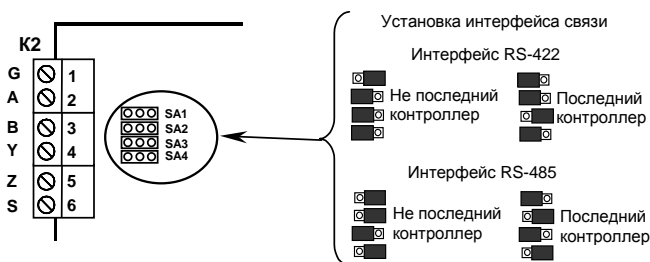 Установка интерфейса связи
K2
G 1
A 2
B 3
Y 4
Z 5
S 6
SA1
SA2
SA3
SA4
Интерфейс RS-422
Не последний
контроллер
Последний
контроллер
Интерфейс RS-485
Не последний
контроллер
Последний
контроллер